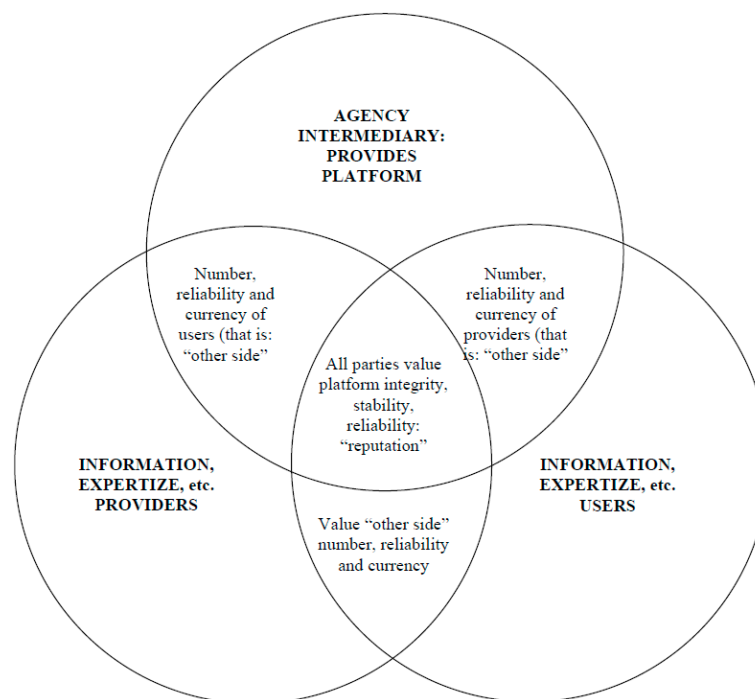 AGENCY
INTERMEDIARY:
PROVIDES
PLATFORM
Number,
reliability and
currency of
users (that is:
“other side”
Number,
reliability and
currency of
providers (that
is: “other side”
All parties value
platform integrity,
stability,
reliability:
“reputation”
INFORMATION,
EXPERTIZE, etc.
PROVIDERS
INFORMATION,
EXPERTIZE, etc.
USERS
Value “other side”
number, reliability
and currency